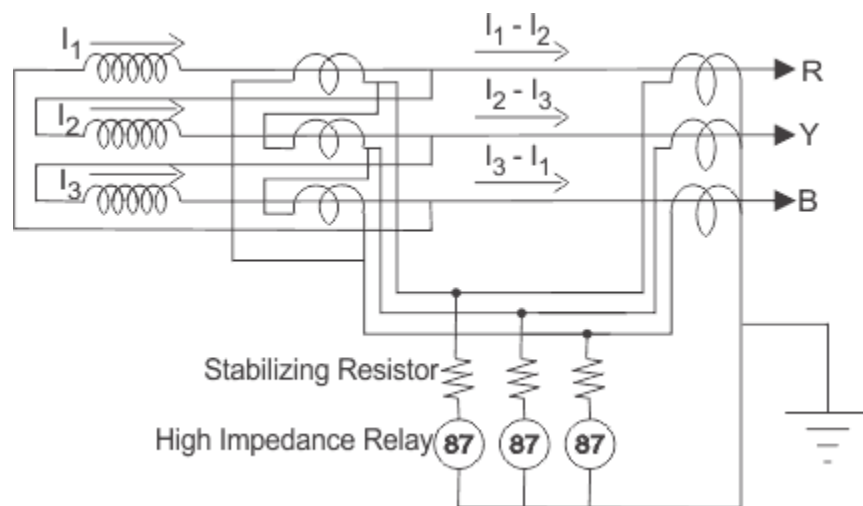 I1
I1 - I2
R
I2
I2 - I3
Y
I3
I3 - I1
B
Stabilizing Resistor
High Impedance Relay 87 87 87